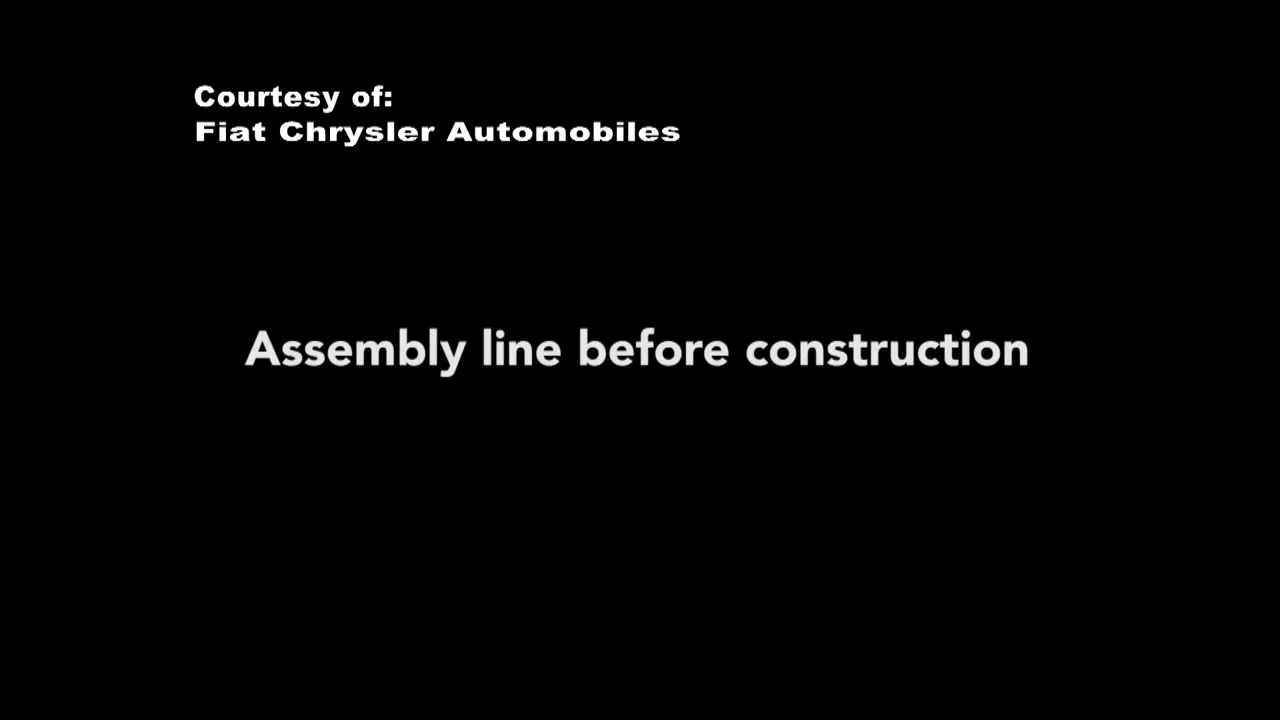 Courtesy of:
Fiat Chrysler Automobiles
Assembly line before construction